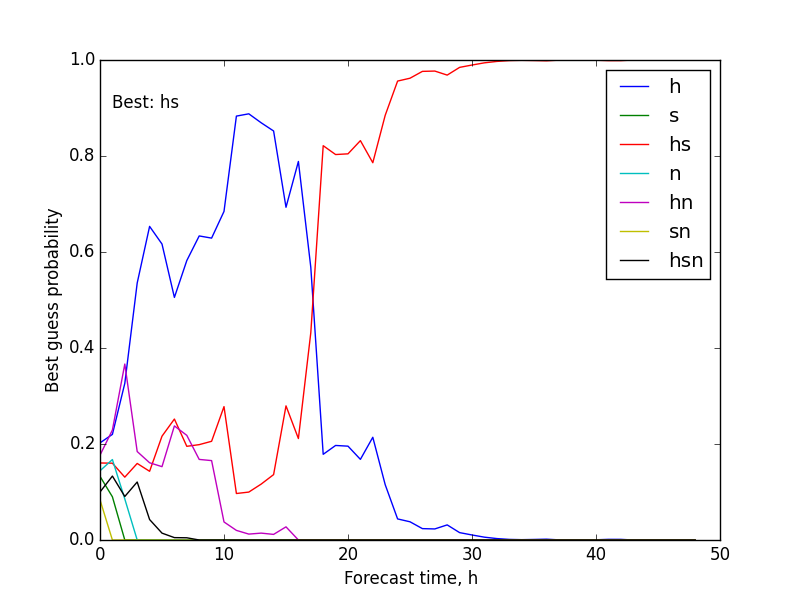 Best: hs
h
s
hs
n
hn
sn
hsn
1.0
0.8
0.6
0.4
0.2
0.0
0
10
20
30
40
50
Best guess probability
Forecast time, h